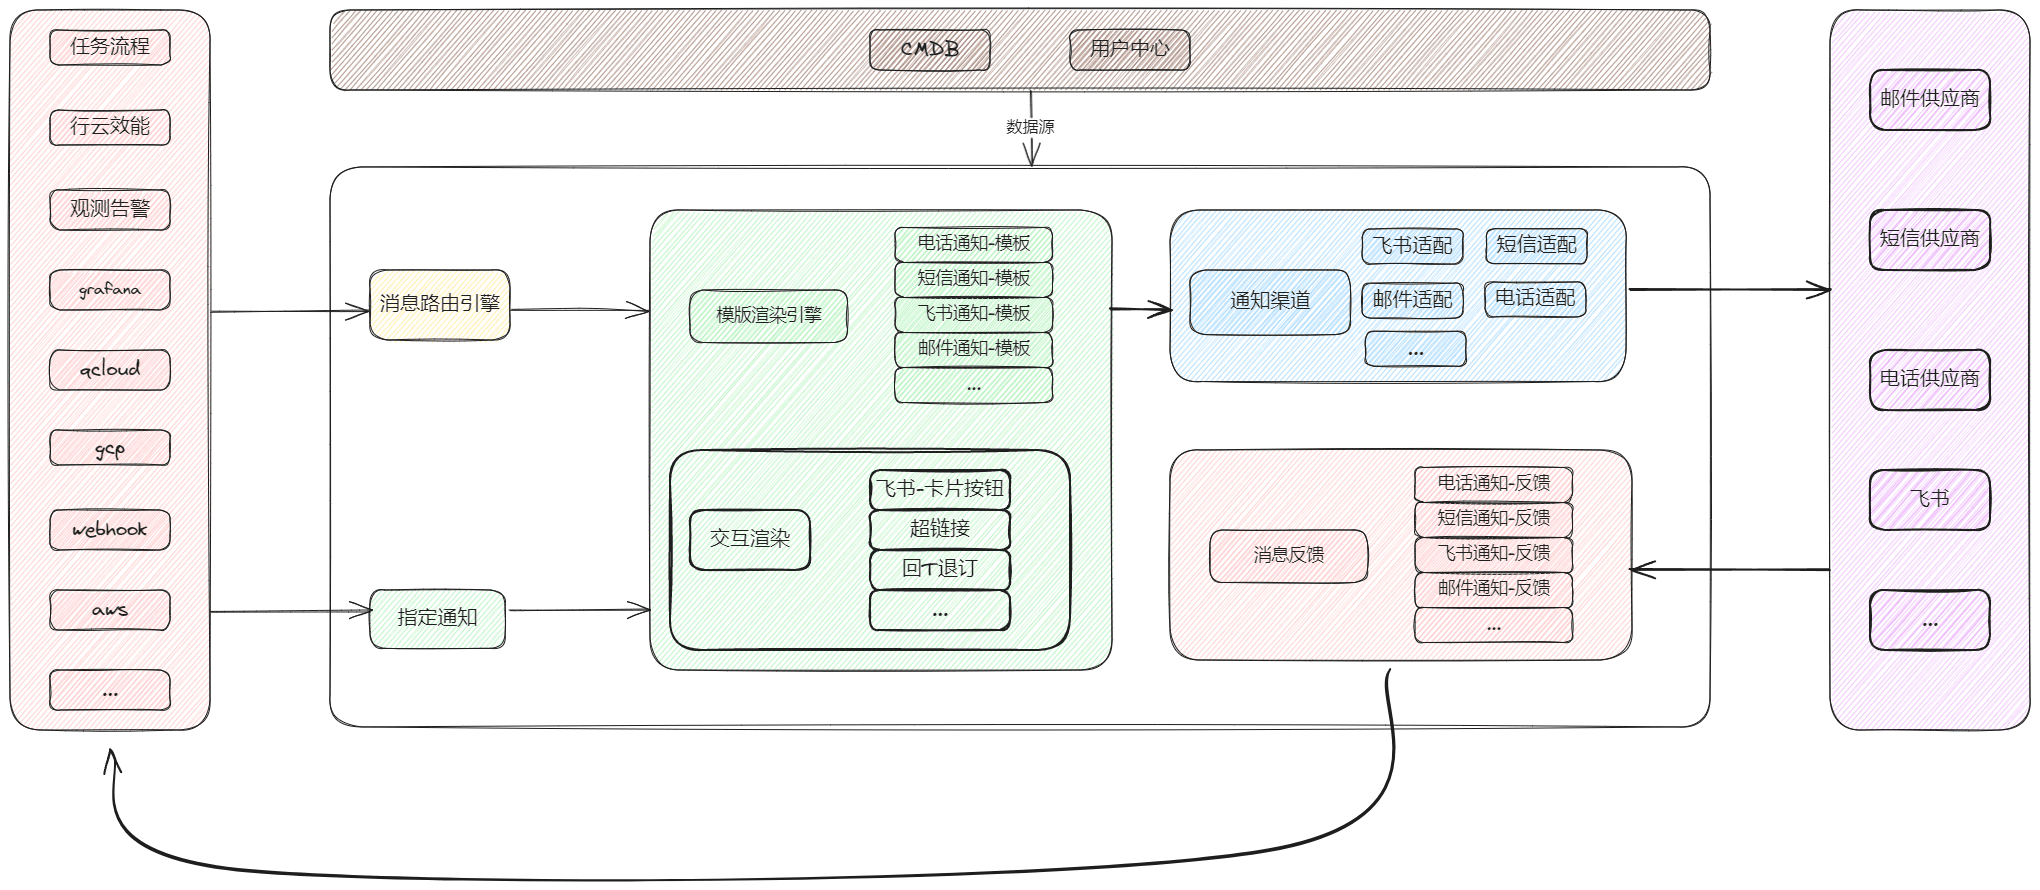 任务流程
行云效能
观测告警
grafana
qcloud
gcp
webhook
aws
...
CMDB
用户中心
数据源
消息路由引擎
指定通知
模版渲染引擎
电话通知-模板
短信通知-模板
飞书通知-模板
邮件通知-模板
...
交互渲染
飞书-卡片按钮
超链接
回T退订
...
通知渠道
飞书适配
短信适配
邮件适配
电话适配
...
消息反馈
电话通知-反馈
短信通知-反馈
飞书通知-反馈
邮件通知-反馈
...
邮件供应商
短信供应商
电话供应商
飞书
...